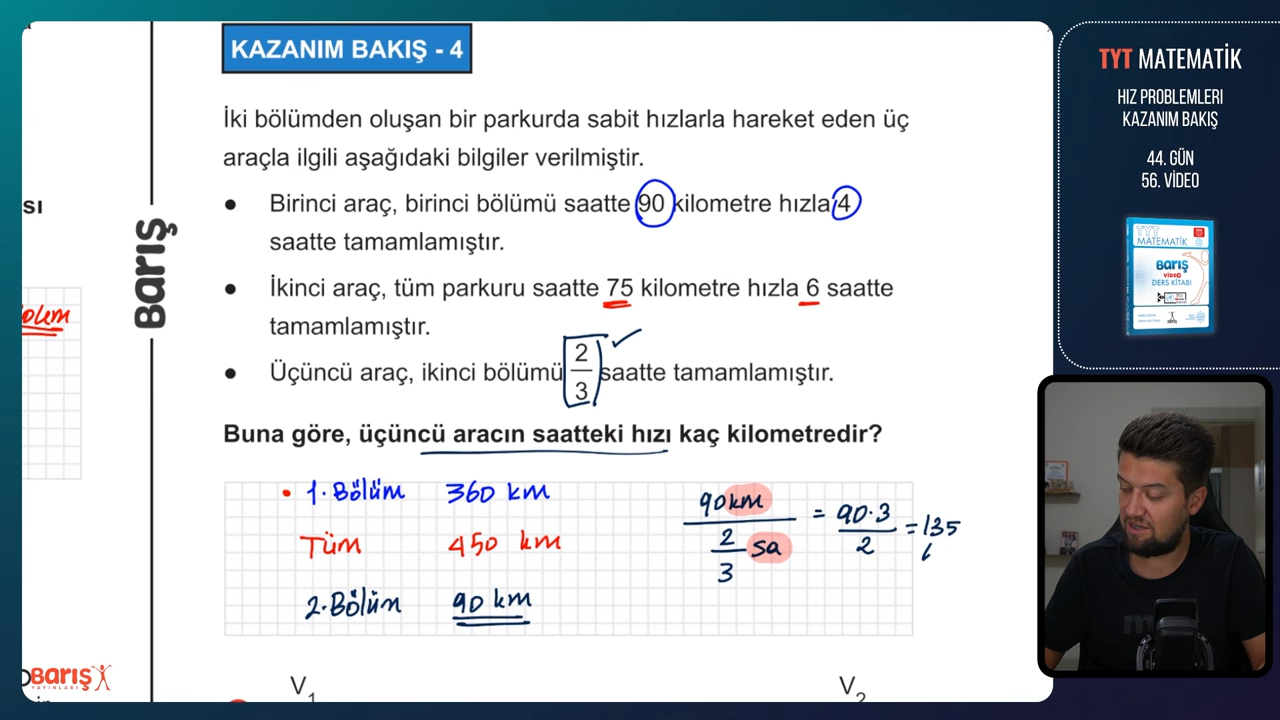 KAZANIM BAKIŞ - 4
İki bölümden oluşan bir parkurda sabit hızlarla hareket eden üç
araçla ilgili aşağıdaki bilgiler verilmiştir.
● Birinci araç, birinci bölümü saatte 90 kilometre hızla 4
saatte tamamlamıştır.
● İkinci araç, tüm parkuru saatte 75 kilometre hızla 6 saatte
tamamlamıştır.
● Üçüncü araç, ikinci bölümü 2/3 saatte tamamlamıştır.
Buna göre, üçüncü aracın saatteki hızı kaç kilometredir?
1. Bölüm 360 km
Tüm 450 km
2. Bölüm 90 km
90 km / (2/3 sa) = 90·3 / 2 = 135
V1
V2
sı
Barış
Barış
YAYINLARI
TYT MATEMATİK
HIZ PROBLEMLERI
KAZANIM BAKIŞ
44. GÜN
56. VİDEO
TYT
MATEMATİK
Barış
VİDEO
DERS KİTABI